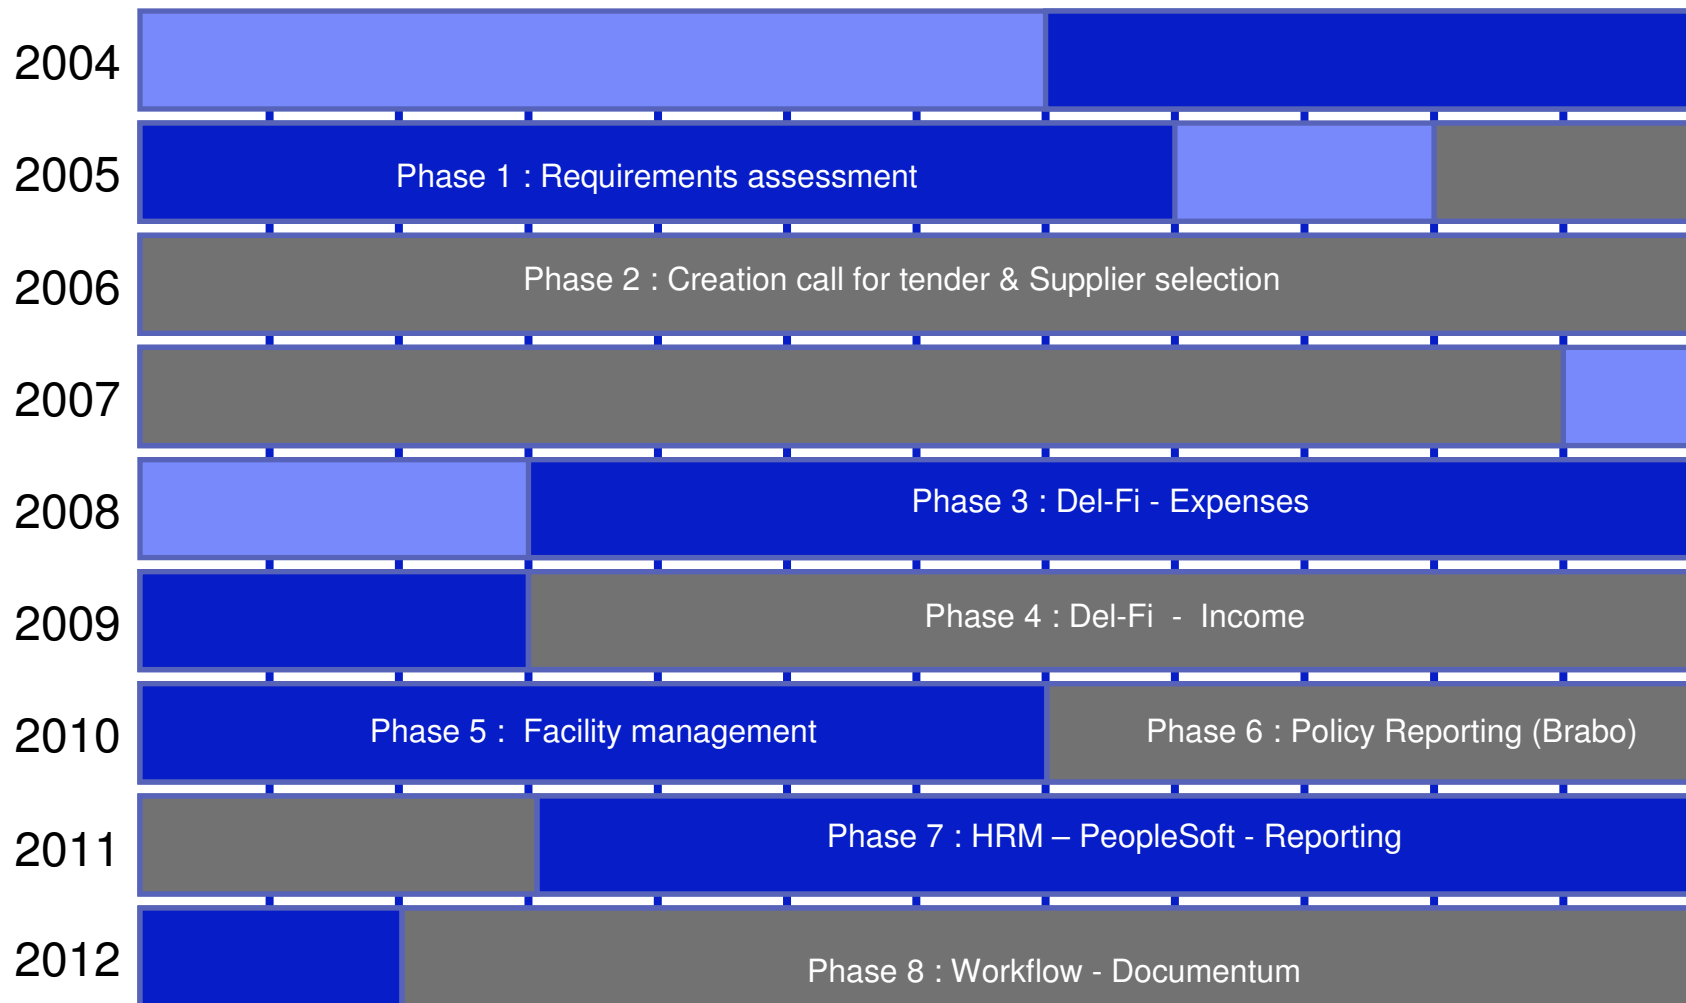 2004
2005
Phase 1 : Requirements assessment
2006
Phase 2 : Creation call for tender & Supplier selection
2007
2008
Phase 3 : Del-Fi - Expenses
2009
Phase 4 : Del-Fi  -  Income
2010
Phase 5 :  Facility management
Phase 6 : Policy Reporting (Brabo)
2011
Phase 7 : HRM – PeopleSoft - Reporting
2012
Phase 8 : Workflow - Documentum